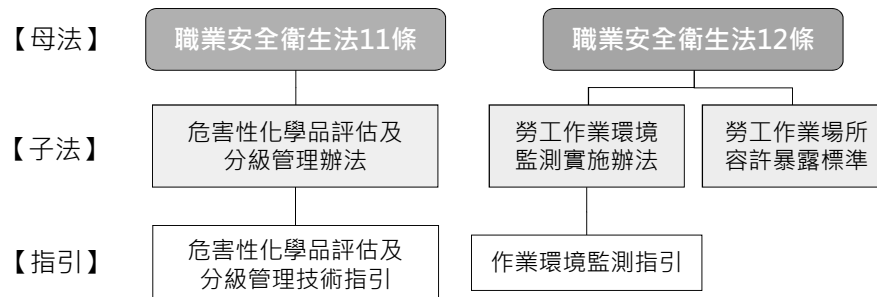 【母法】
職業安全衛生法11條
職業安全衛生法12條
【子法】
危害性化學品評估及
分級管理辦法
勞工作業環境
監測實施辦法
勞工作業場所
容許暴露標準
【指引】
危害性化學品評估及
分級管理技術指引
作業環境監測指引